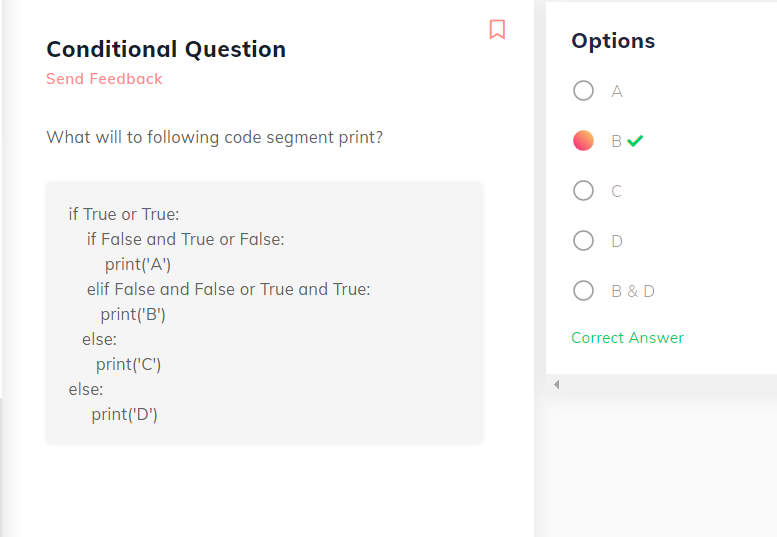 Conditional Question
Send Feedback
What will to following code segment print?
if True or True:
    if False and True or False:
        print('A')
    elif False and False or True and True:
       print('B')
   else:
      print('C')
else:
     print('D')
Options
A
B
C
D
B & D
Correct Answer